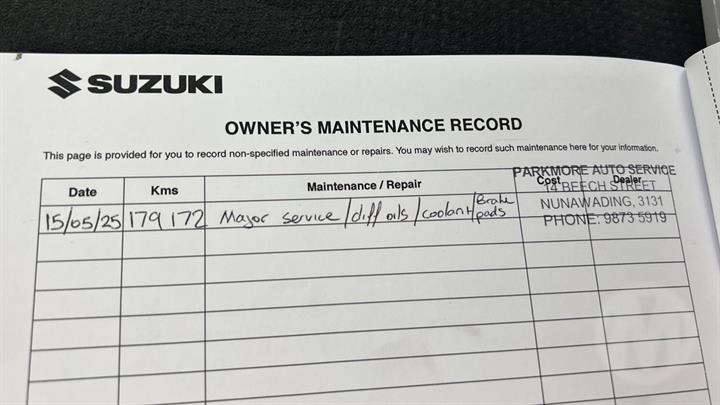 SUZUKI
OWNER'S MAINTENANCE RECORD
This page is provided for you to record non-specified maintenance or repairs. You may wish to record such maintenance here for your information.
Date Kms Maintenance / Repair Cost Dealer
PARKMORE AUTO SERVICE
14 BEECH STREET
NUNAWADING, 3131
PHONE: 9873 5919
15/05/25 179 172 Major service / diff oils / coolant / Brake
pads